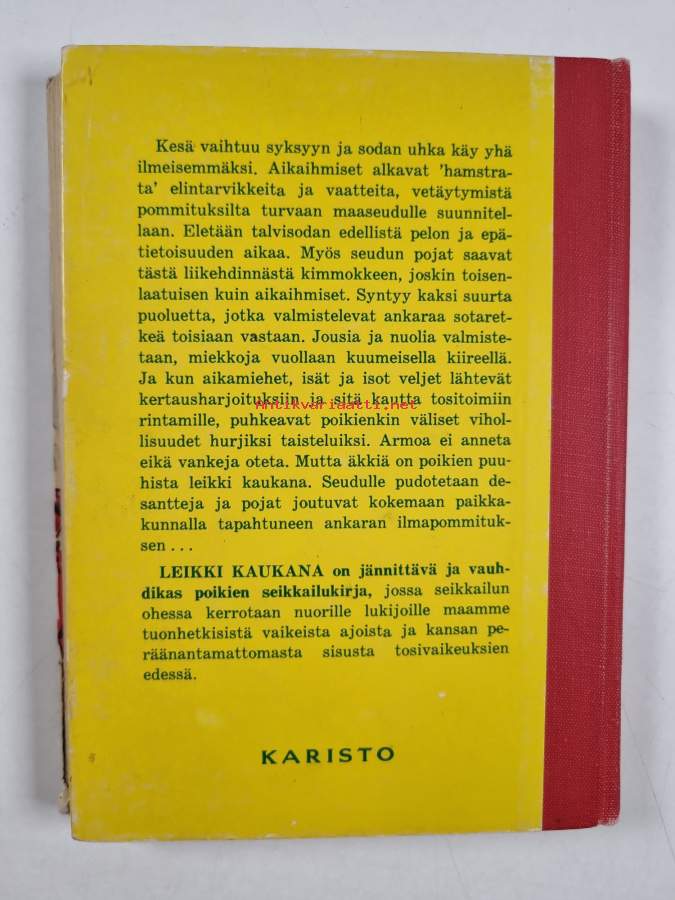 Kesä vaihtuu syksyyn ja sodan uhka käy yhä
ilmeisemmäksi. Aikaihmiset alkavat 'hamstra-
ta' elintarvikkeita ja vaatteita, vetäytymistä
pommituksilta turvaan maaseudulle suunnitel-
laan. Eletään talvisodan edellistä pelon ja epä-
tietoisuuden aikaa. Myös seudun pojat saavat
tästä liikehdinnästä kimmokkeen, joskin toisen-
laatuisen kuin aikaihmiset. Syntyy kaksi suurta
puoluetta, jotka valmistelevat ankaraa sotaret-
keä toisiaan vastaan. Jousia ja nuolia valmiste-
taan, miekkoja vuollaan kuumeisella kiireellä.
Ja kun aikamiehet, isät ja isot veljet lähtevät
kertausharjoituksiin ja sitä kautta tositoimiin
Antikvariaatti.net
rintamille, puhkeavat poikienkin väliset vihol-
lisuudet hurjiksi taisteluiksi. Armoa ei anneta
eikä vankeja oteta. Mutta äkkiä on poikien puu-
hista leikki kaukana. Seudulle pudotetaan de-
santteja ja pojat joutuvat kokemaan paikka-
kunnalla tapahtuneen ankaran ilmapommituk-
sen . . .
LEIKKI KAUKANA on jännittävä ja vauh-
dikas poikien seikkailukirja, jossa seikkailun
ohessa kerrotaan nuorille lukijoille maamme
tuonhetkisistä vaikeista ajoista ja kansan pe-
räänantamattomasta sisusta tosivaikeuksien
edessä.
KARISTO